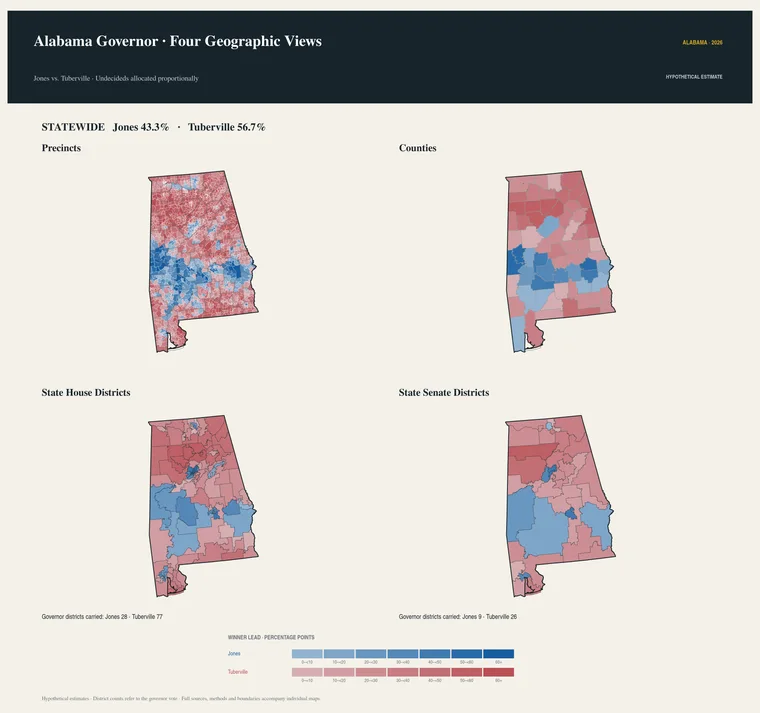 Alabama Governor · Four Geographic Views
ALABAMA · 2026
Jones vs. Tuberville · Undecideds allocated proportionally
HYPOTHETICAL ESTIMATE
STATEWIDE Jones 43.3% · Tuberville 56.7%
Precincts
Counties
State House Districts
State Senate Districts
Governor districts carried: Jones 28 · Tuberville 77
Governor districts carried: Jones 9 · Tuberville 26
WINNER LEAD · PERCENTAGE POINTS
Jones
Tuberville
Hypothetical estimates · District counts refer to the governor vote · Full sources, methods and boundaries accompany individual maps